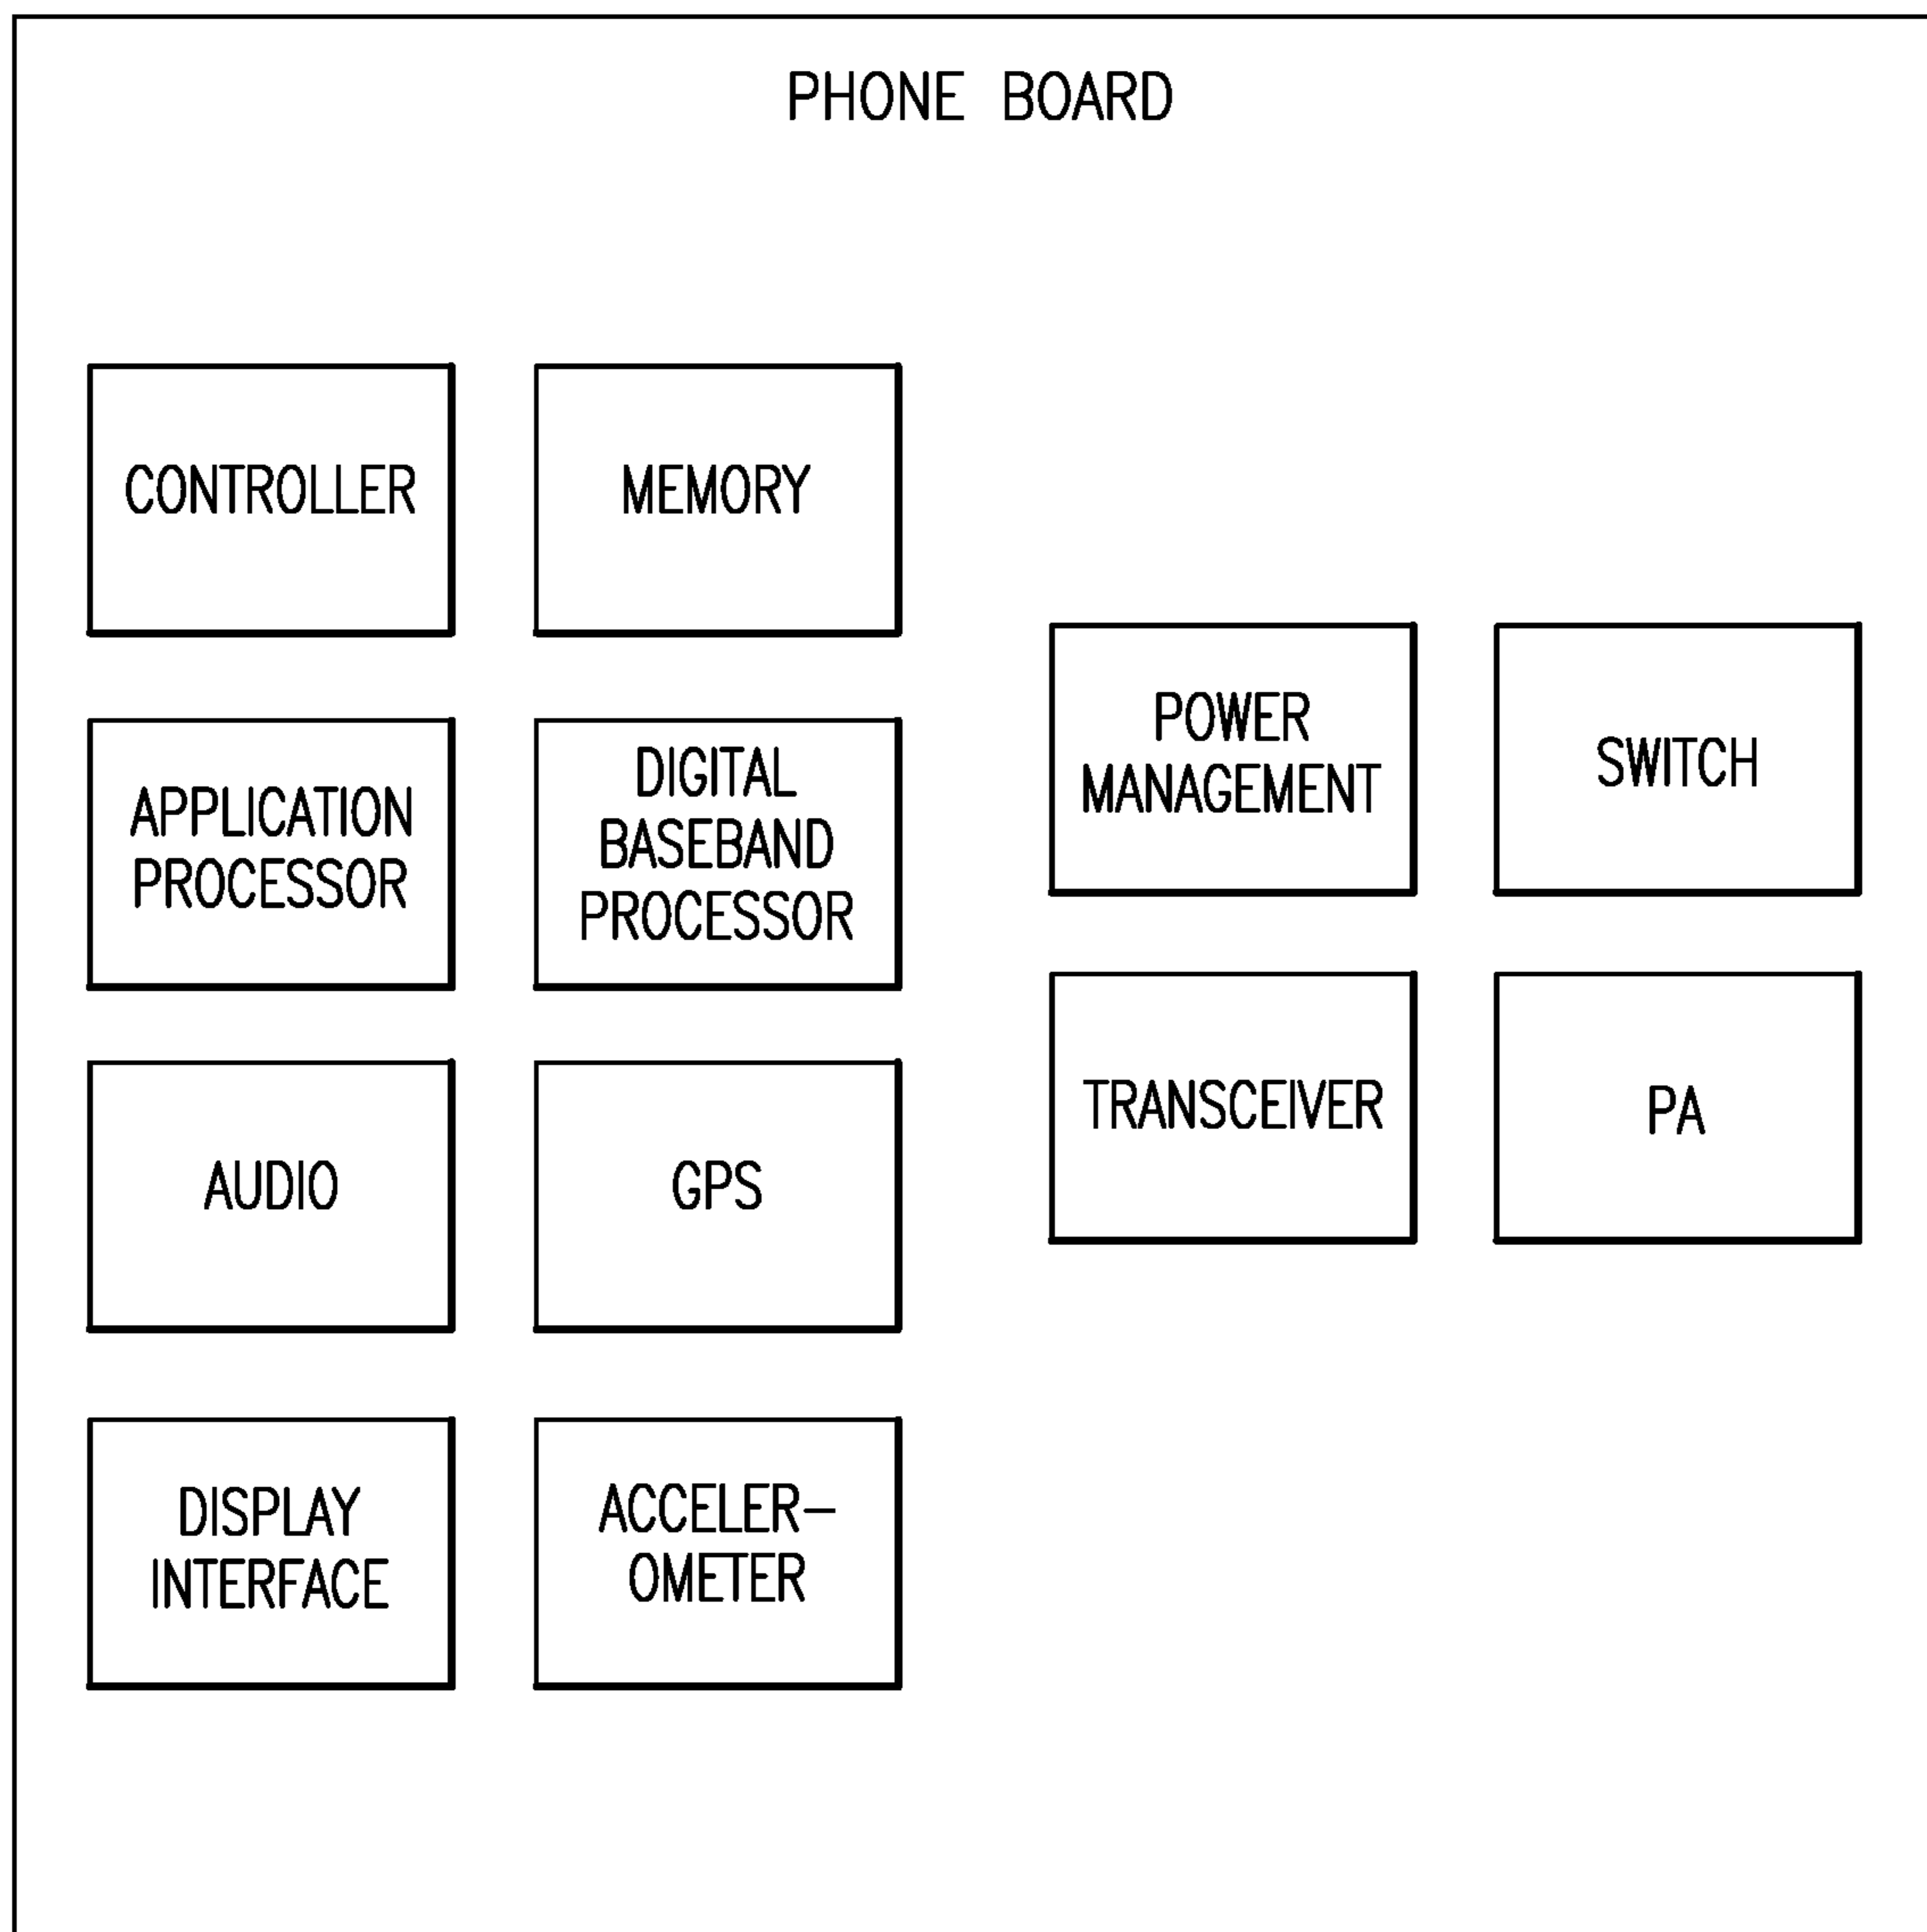 PHONE BOARD
CONTROLLER
MEMORY
APPLICATION
PROCESSOR
DIGITAL
BASEBAND
PROCESSOR
AUDIO
GPS
DISPLAY
INTERFACE
ACCELER-
OMETER
POWER
MANAGEMENT
SWITCH
TRANSCEIVER
PA